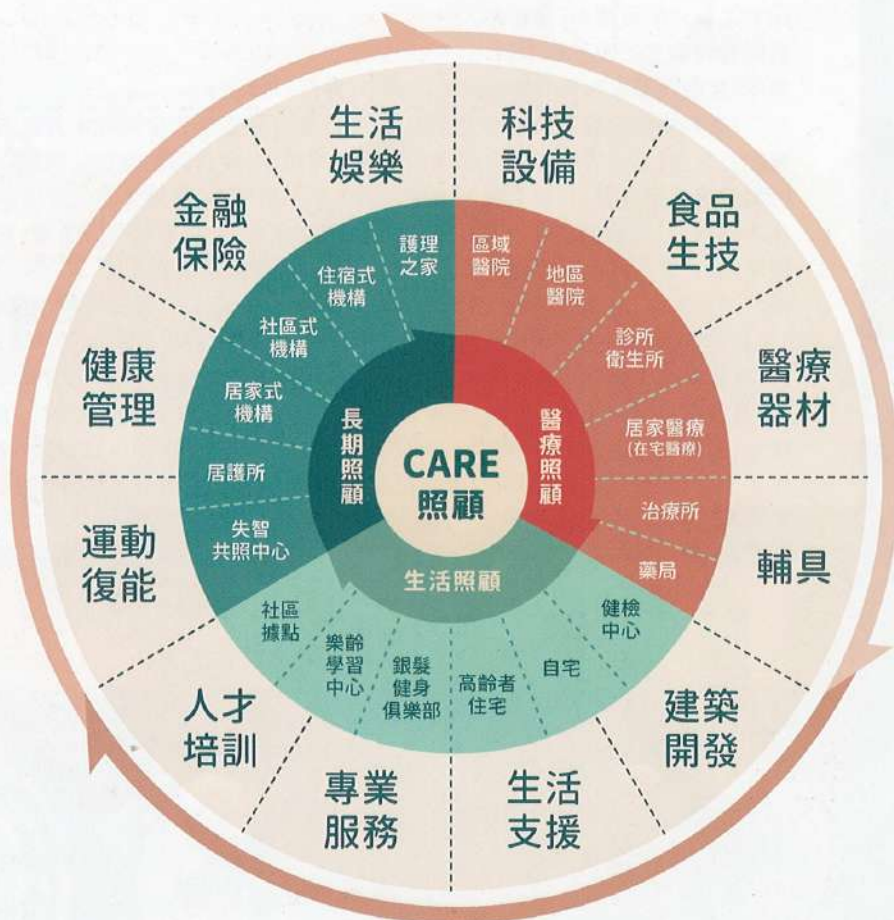 CARE
照顧
醫療照顧
生活照顧
長期照顧
區域
醫院
地區
醫院
診所
衛生所
居家醫療
(在宅醫療)
治療所
藥局
健檢
中心
自宅
高齡者
住宅
銀髮
健身
俱樂部
樂齡
學習
中心
社區
據點
失智
共照中心
居護所
居家式
機構
社區式
機構
住宿式
機構
護理
之家
科技
設備
食品
生技
醫療
器材
輔具
建築
開發
生活
支援
專業
服務
人才
培訓
運動
復能
健康
管理
金融
保險
生活
娛樂